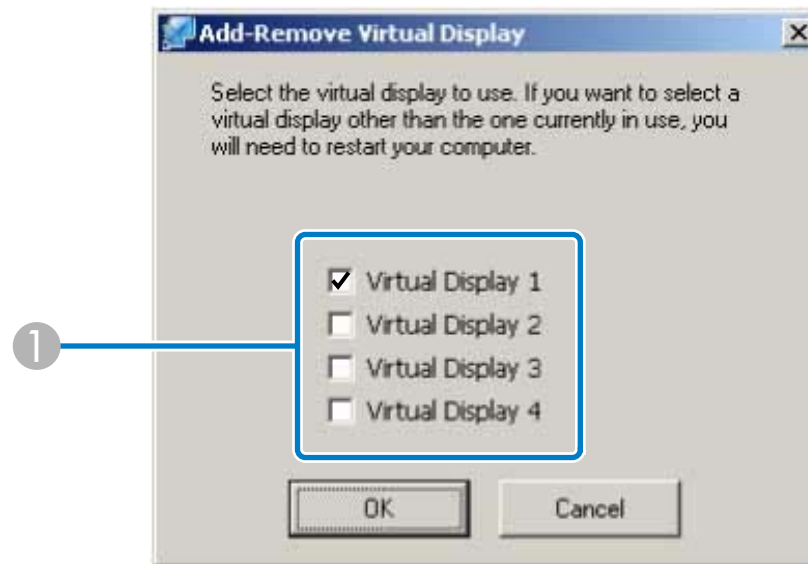 Add-Remove Virtual Display
Select the virtual display to use. If you want to select a
virtual display other than the one currently in use, you
will need to restart your computer.
Virtual Display 1
Virtual Display 2
Virtual Display 3
Virtual Display 4
1
OK
Cancel